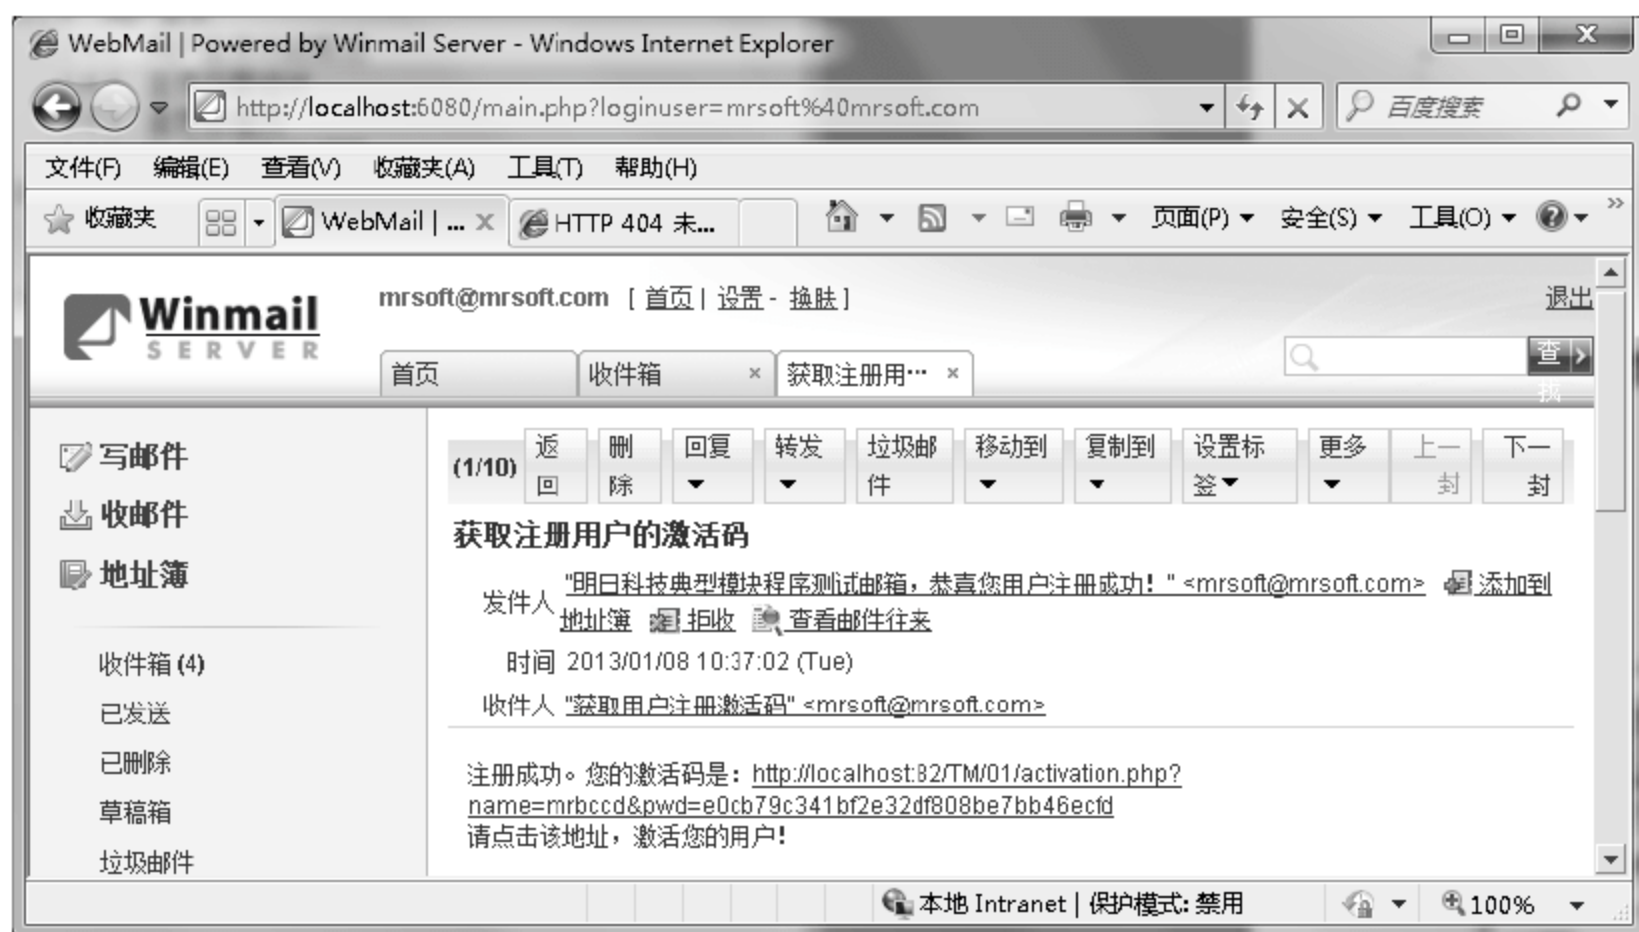 WebMail | Powered by Winmail Server - Windows Internet Explorer
http://localhost:6080/main.php?loginuser=mrsoft%40mrsoft.com 百度搜索
文件(F) 编辑(E) 查看(V) 收藏夹(A) 工具(T) 帮助(H)
收藏夹 WebMail | ... HTTP 404 未... 页面(P) 安全(S) 工具(O)
mrsoft@mrsoft.com [ 首页 | 设置 - 换肤 ] 退出
Winmail
SERVER
首页 收件箱 × 获取注册用… × 查找
写邮件
收邮件
地址簿
收件箱 (4)
已发送
已删除
草稿箱
垃圾邮件
(1/10) 返回 删除 回复 转发 垃圾邮件 移动到 复制到 设置标签 更多 上一封 下一封
获取注册用户的激活码
发件人 "明日科技典型模块程序测试邮箱，恭喜您用户注册成功！" <mrsoft@mrsoft.com> 添加到
地址簿 拒收 查看邮件往来
时间 2013/01/08 10:37:02 (Tue)
收件人 "获取用户注册激活码" <mrsoft@mrsoft.com>
注册成功。您的激活码是：http://localhost:82/TM/01/activation.php?
name=mrbccd&pwd=e0cb79c341bf2e32df808be7bb46ecfd
请点击该地址，激活您的用户!
本地 Intranet | 保护模式: 禁用 100%